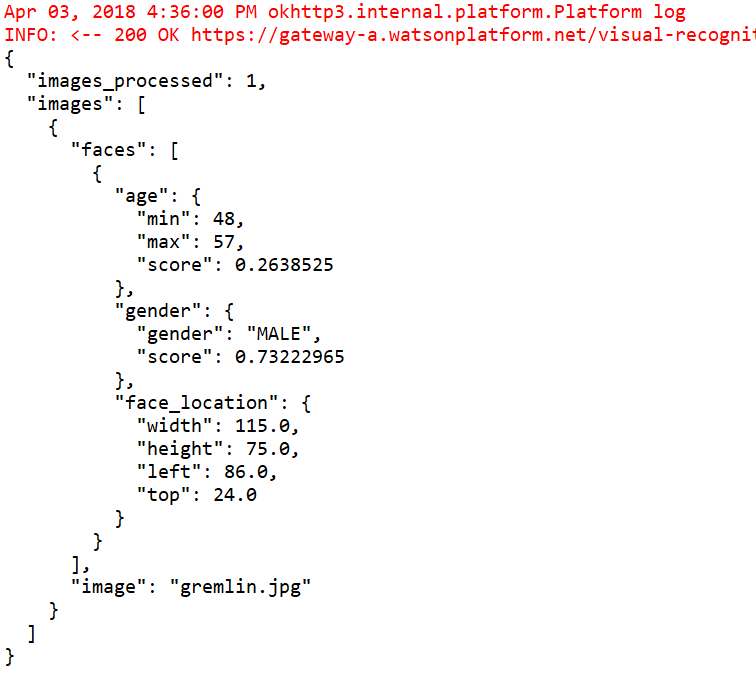 Apr 03, 2018 4:36:00 PM okhttp3.internal.platform.Platform log
INFO: <-- 200 OK https://gateway-a.watsonplatform.net/visual-recognit
{
  "images_processed": 1,
  "images": [
    {
      "faces": [
        {
          "age": {
            "min": 48,
            "max": 57,
            "score": 0.2638525
          },
          "gender": {
            "gender": "MALE",
            "score": 0.73222965
          },
          "face_location": {
            "width": 115.0,
            "height": 75.0,
            "left": 86.0,
            "top": 24.0
          }
        }
      ],
      "image": "gremlin.jpg"
    }
  ]
}